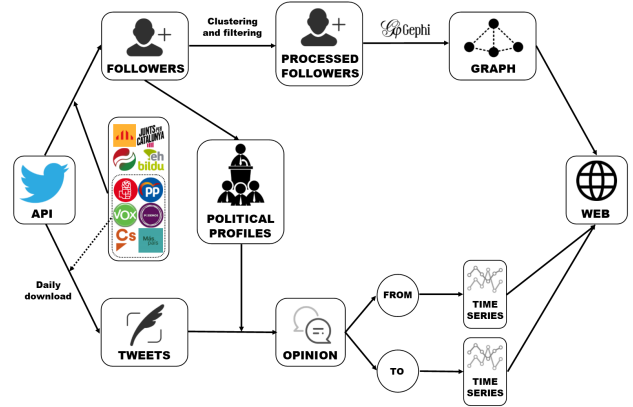 Clustering
and filtering
Gephi
FOLLOWERS
PROCESSED
FOLLOWERS
GRAPH
JUNTS PER
CATALUNYA
eh
bildu
pp
VOX
Cs
API
POLITICAL
PROFILES
WEB
Daily
download
FROM
TIME
SERIES
TWEETS
OPINION
TO
TIME
SERIES